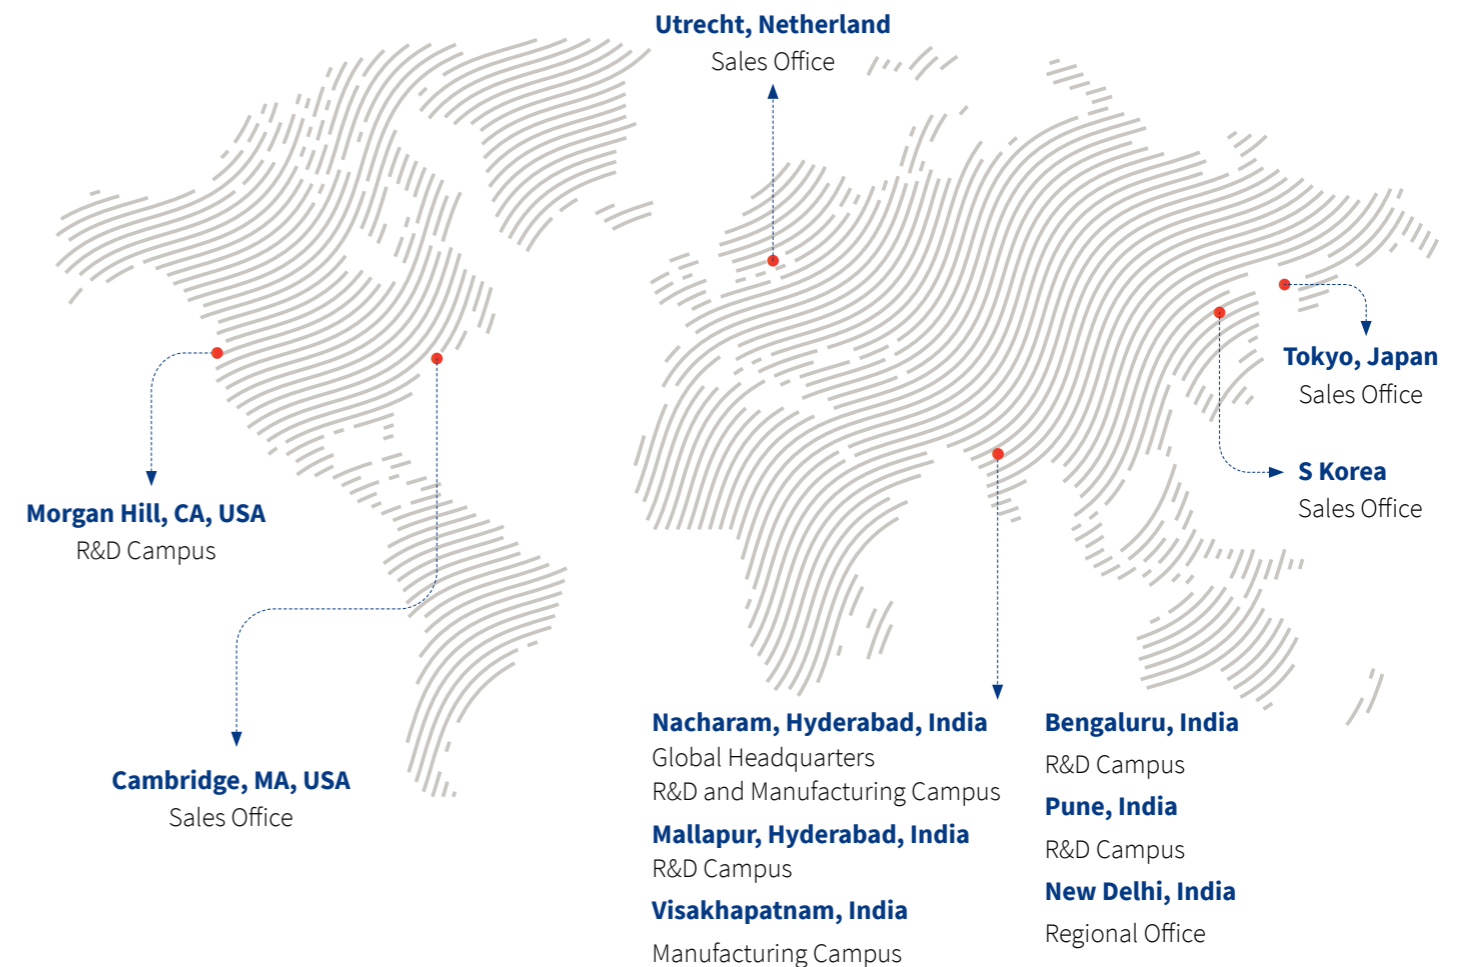 Utrecht, Netherland
Sales Office
Tokyo, Japan
Sales Office
S Korea
Sales Office
Morgan Hill, CA, USA
R&D Campus
Cambridge, MA, USA
Sales Office
Nacharam, Hyderabad, India
Global Headquarters
R&D and Manufacturing Campus
Mallapur, Hyderabad, India
R&D Campus
Visakhapatnam, India
Manufacturing Campus
Bengaluru, India
R&D Campus
Pune, India
R&D Campus
New Delhi, India
Regional Office